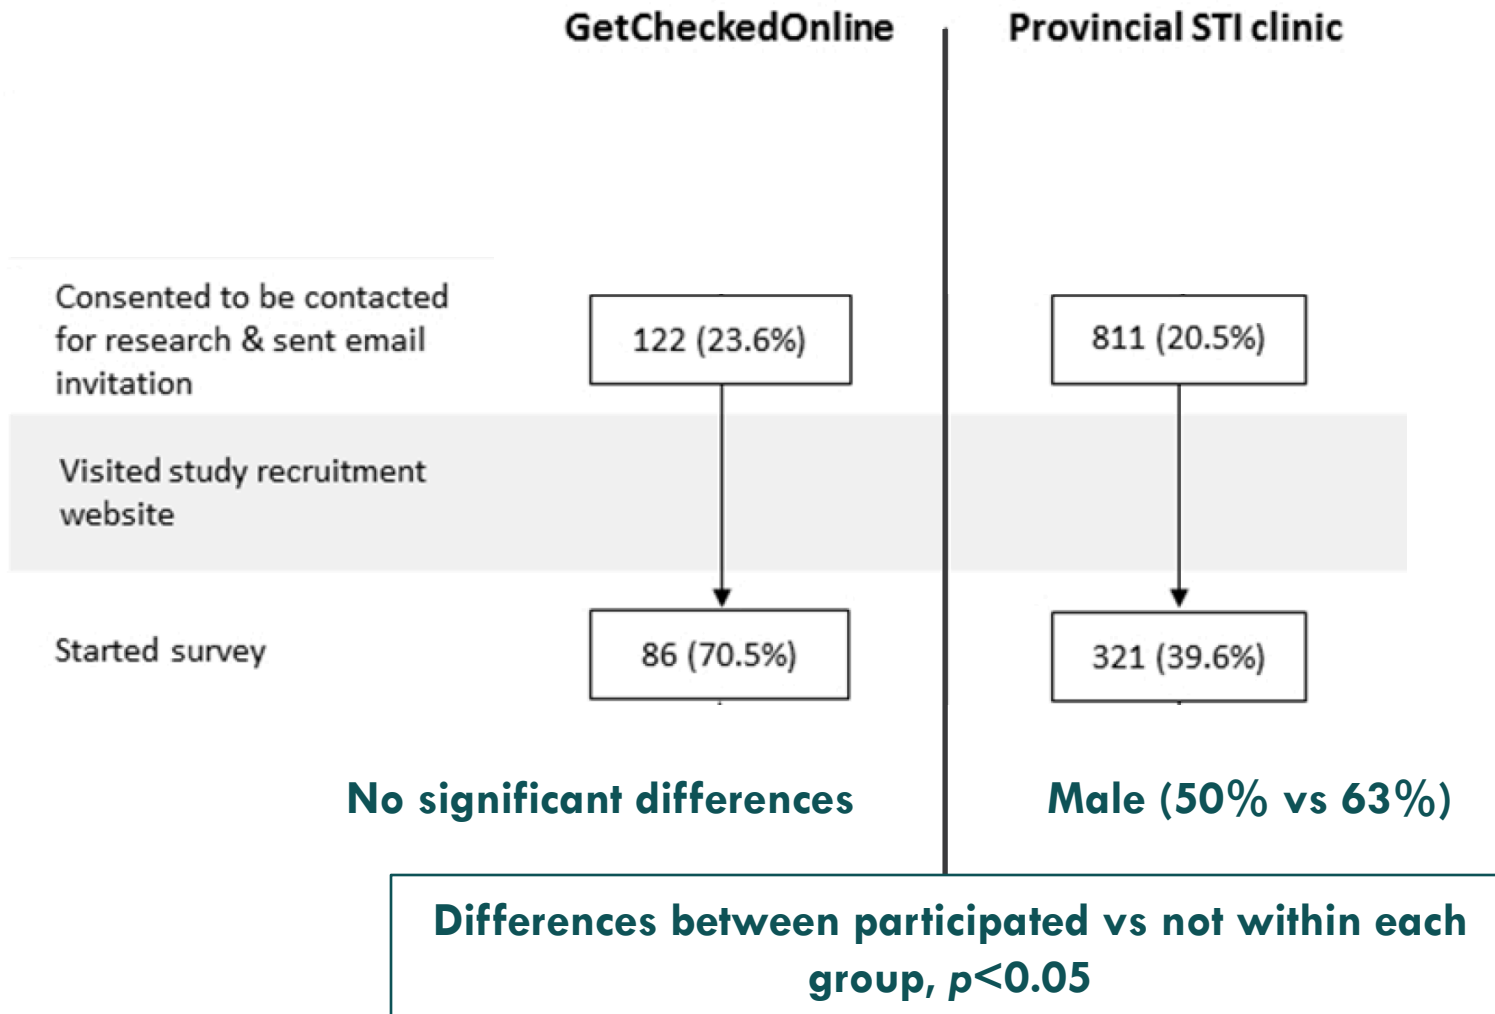 GetCheckedOnline
Provincial STI clinic
Consented to be contacted
for research & sent email
invitation
122 (23.6%)
811 (20.5%)
Visited study recruitment
website
Started survey
86 (70.5%)
321 (39.6%)
No significant differences
Male (50% vs 63%)
Differences between participated vs not within each
group, p<0.05